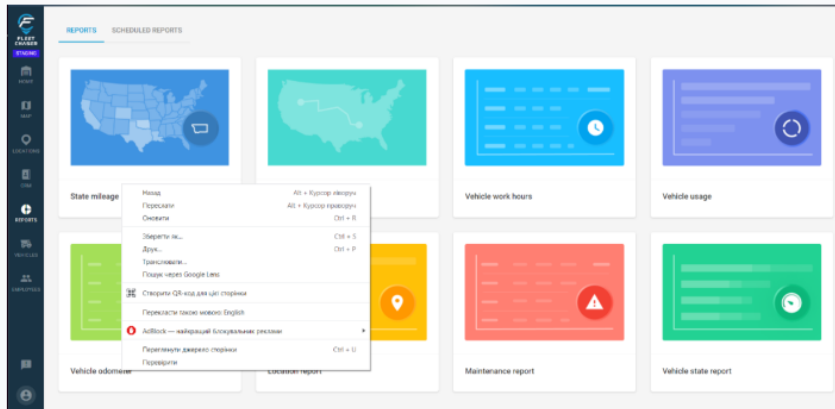 FLEET
CHASER
STAGING
HOME
MAP
LOCATIONS
CRM
REPORTS
VEHICLES
EMPLOYEES
REPORTS
SCHEDULED REPORTS
State mileage
Vehicle work hours
Vehicle usage
Vehicle odometer
Location report
Maintenance report
Vehicle state report
Назад Alt + Курсор ліворуч
Переслати Alt + Курсор праворуч
Оновити Ctrl + R
Зберегти як... Ctrl + S
Друк... Ctrl + P
Транслювати...
Пошук через Google Lens
Створити QR-код для цієї сторінки
Перекласти такою мовою: English
AdBlock — найкращий блокувальник реклами
Переглянути джерело сторінки Ctrl + U
Перевірити